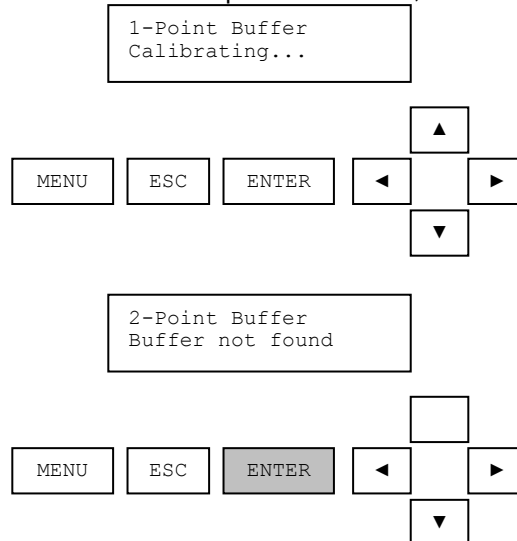 1-Point Buffer
Calibrating...
▲
MENU ESC ENTER ◄ ►
▼
2-Point Buffer
Buffer not found
MENU ESC ENTER ◄ ►
▼